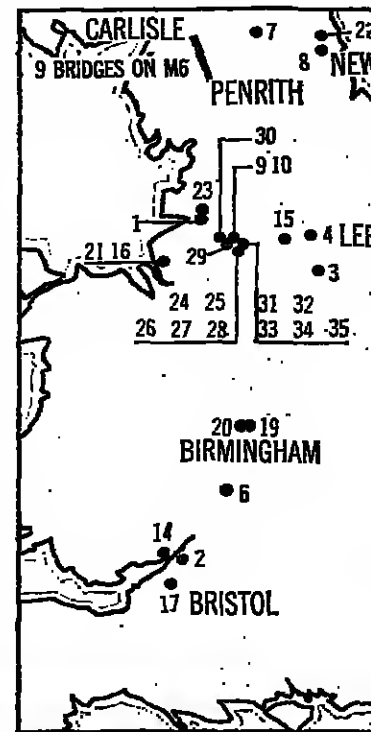 CARLISLE
7
22
9 BRIDGES ON M6
8
NEW
PENRITH
30
9 10
23
1
15
4
LEE
29
3
21 16
24 25
31 32
26 27 28
33 34 35
20 19
BIRMINGHAM
6
14
2
17
BRISTOL